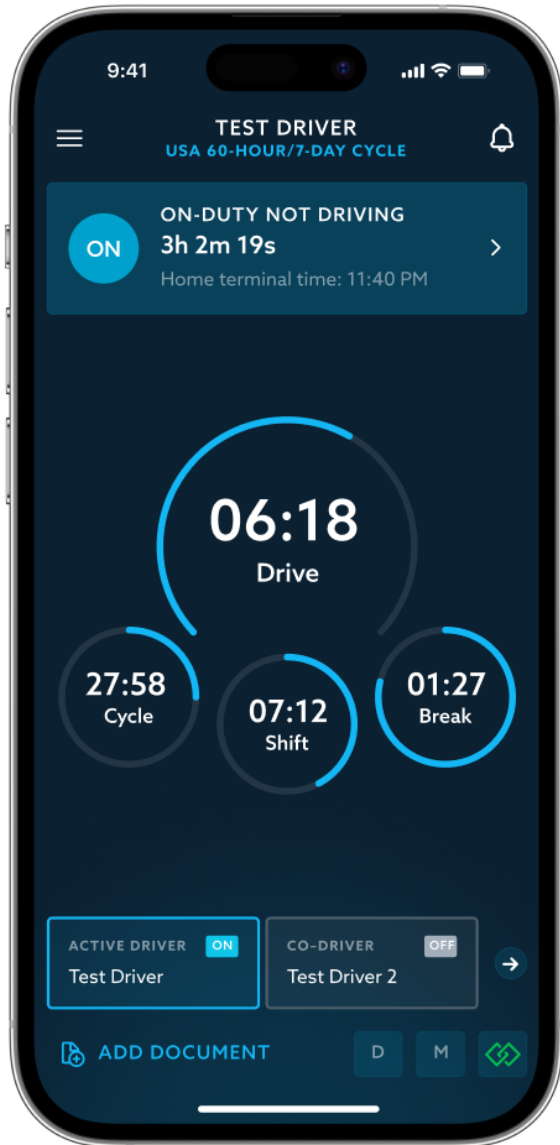 9:41
TEST DRIVER
USA 60-HOUR/7-DAY CYCLE
ON
ON-DUTY NOT DRIVING
3h 2m 19s
Home terminal time: 11:40 PM
06:18
Drive
27:58
Cycle
07:12
Shift
01:27
Break
ACTIVE DRIVER ON
Test Driver
CO-DRIVER OFF
Test Driver 2
ADD DOCUMENT
D
M